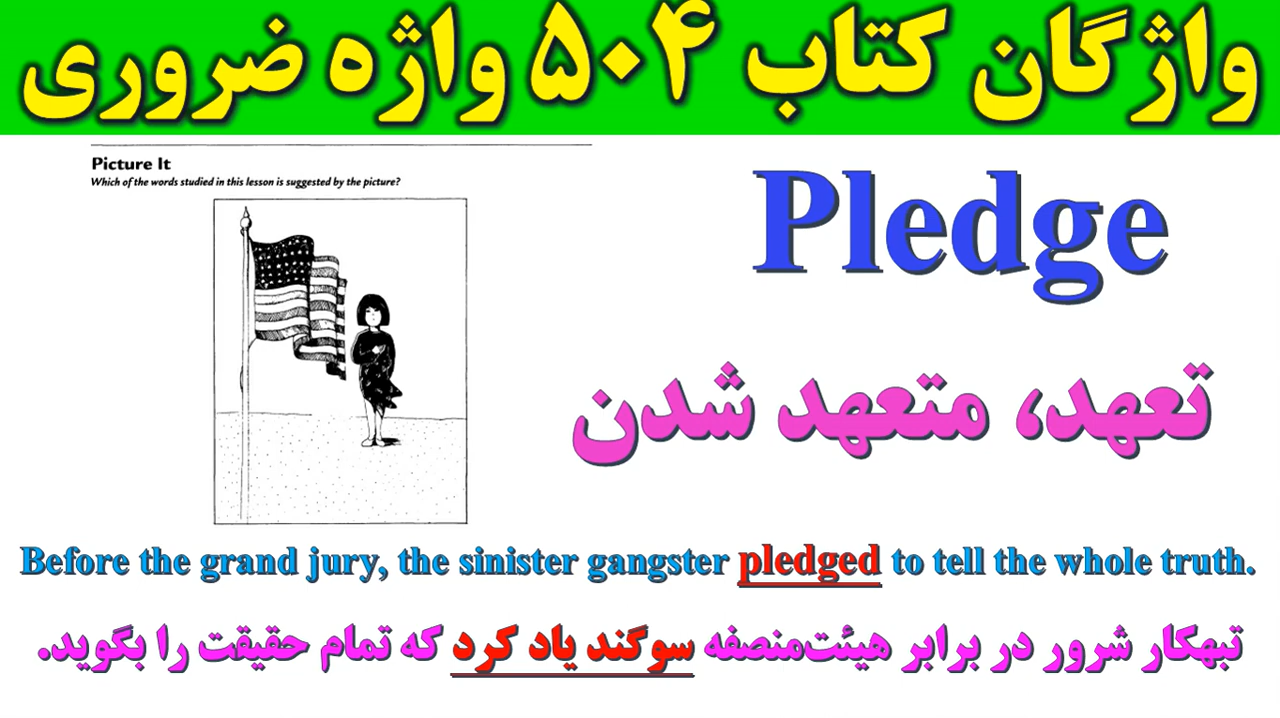 واژگان کتاب ۵۰۴ واژه ضروری
Picture It
Which of the words studied in this lesson is suggested by the picture?
Pledge
تعهد، متعهد شدن
Before the grand jury, the sinister gangster pledged to tell the whole truth.
تبهکار شرور در برابر هیئت‌منصفه سوگند یاد کرد که تمام حقیقت را بگوید.